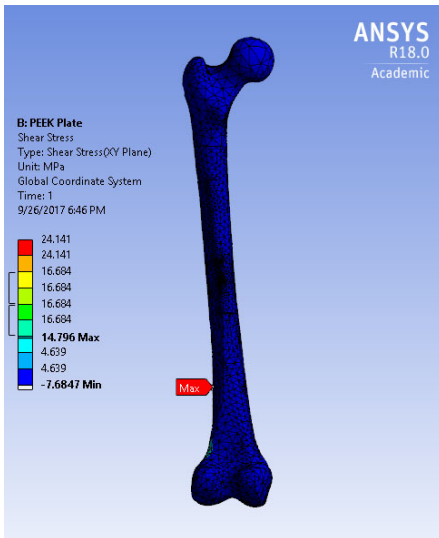 ANSYS
R18.0
Academic
B: PEEK Plate
Shear Stress
Type: Shear Stress(XY Plane)
Unit: MPa
Global Coordinate System
Time: 1
9/26/2017 6:46 PM
24.141
24.141
16.684
16.684
16.684
16.684
14.796 Max
4.639
4.639
-7.6847 Min
Max